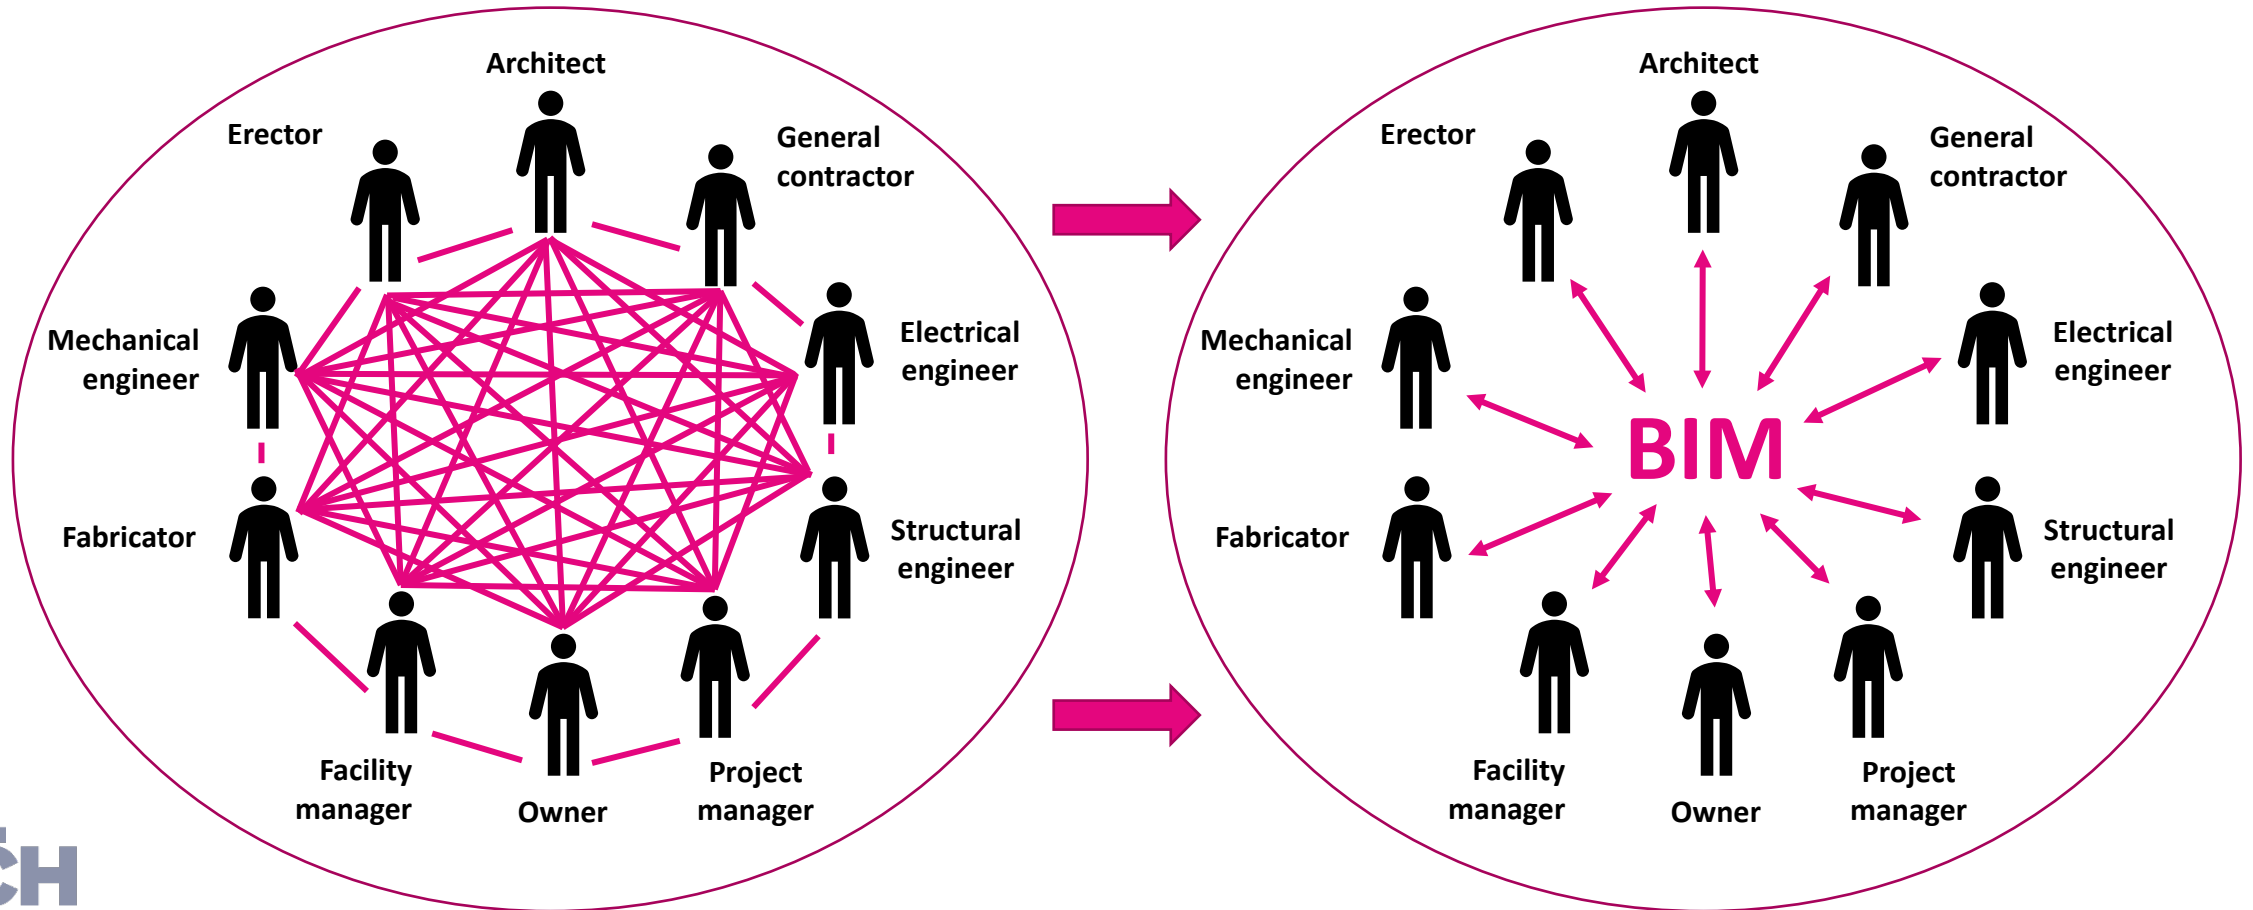 Architect
Erector
General
contractor
Mechanical
engineer
Electrical
engineer
Fabricator
Structural
engineer
Facility
manager
Owner
Project
manager
Architect
Erector
General
contractor
Mechanical
engineer
Electrical
engineer
BIM
Fabricator
Structural
engineer
Facility
manager
Owner
Project
manager
CH